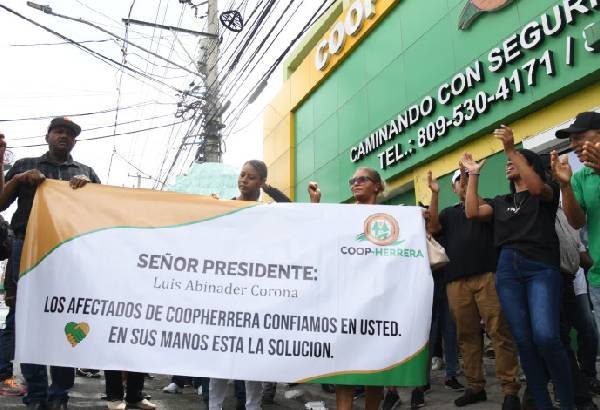 COOP
CAMINANDO CON SEGURI
TEL.: 809-530-4171 /
COOP-HERRERA
SEÑOR PRESIDENTE:
Luis Abinader Corona
LOS AFECTADOS DE COOPHERRERA CONFIAMOS EN USTED.
EN SUS MANOS ESTA LA SOLUCION.